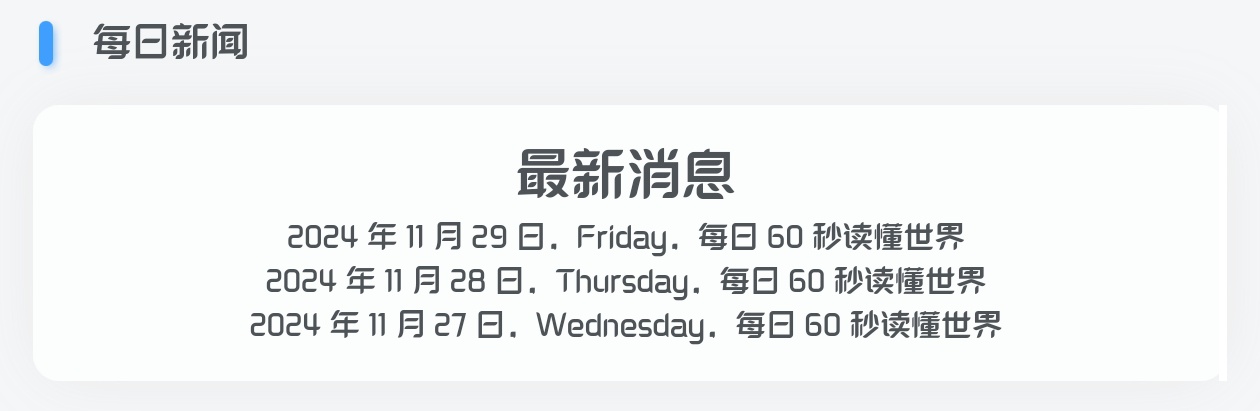 每日新闻
最新消息
2024 年 11 月 29 日．Friday．每日 60 秒读懂世界
2024 年 11 月 28 日．Thursday．每日 60 秒读懂世界
2024 年 11 月 27 日．Wednesday．每日 60 秒读懂世界